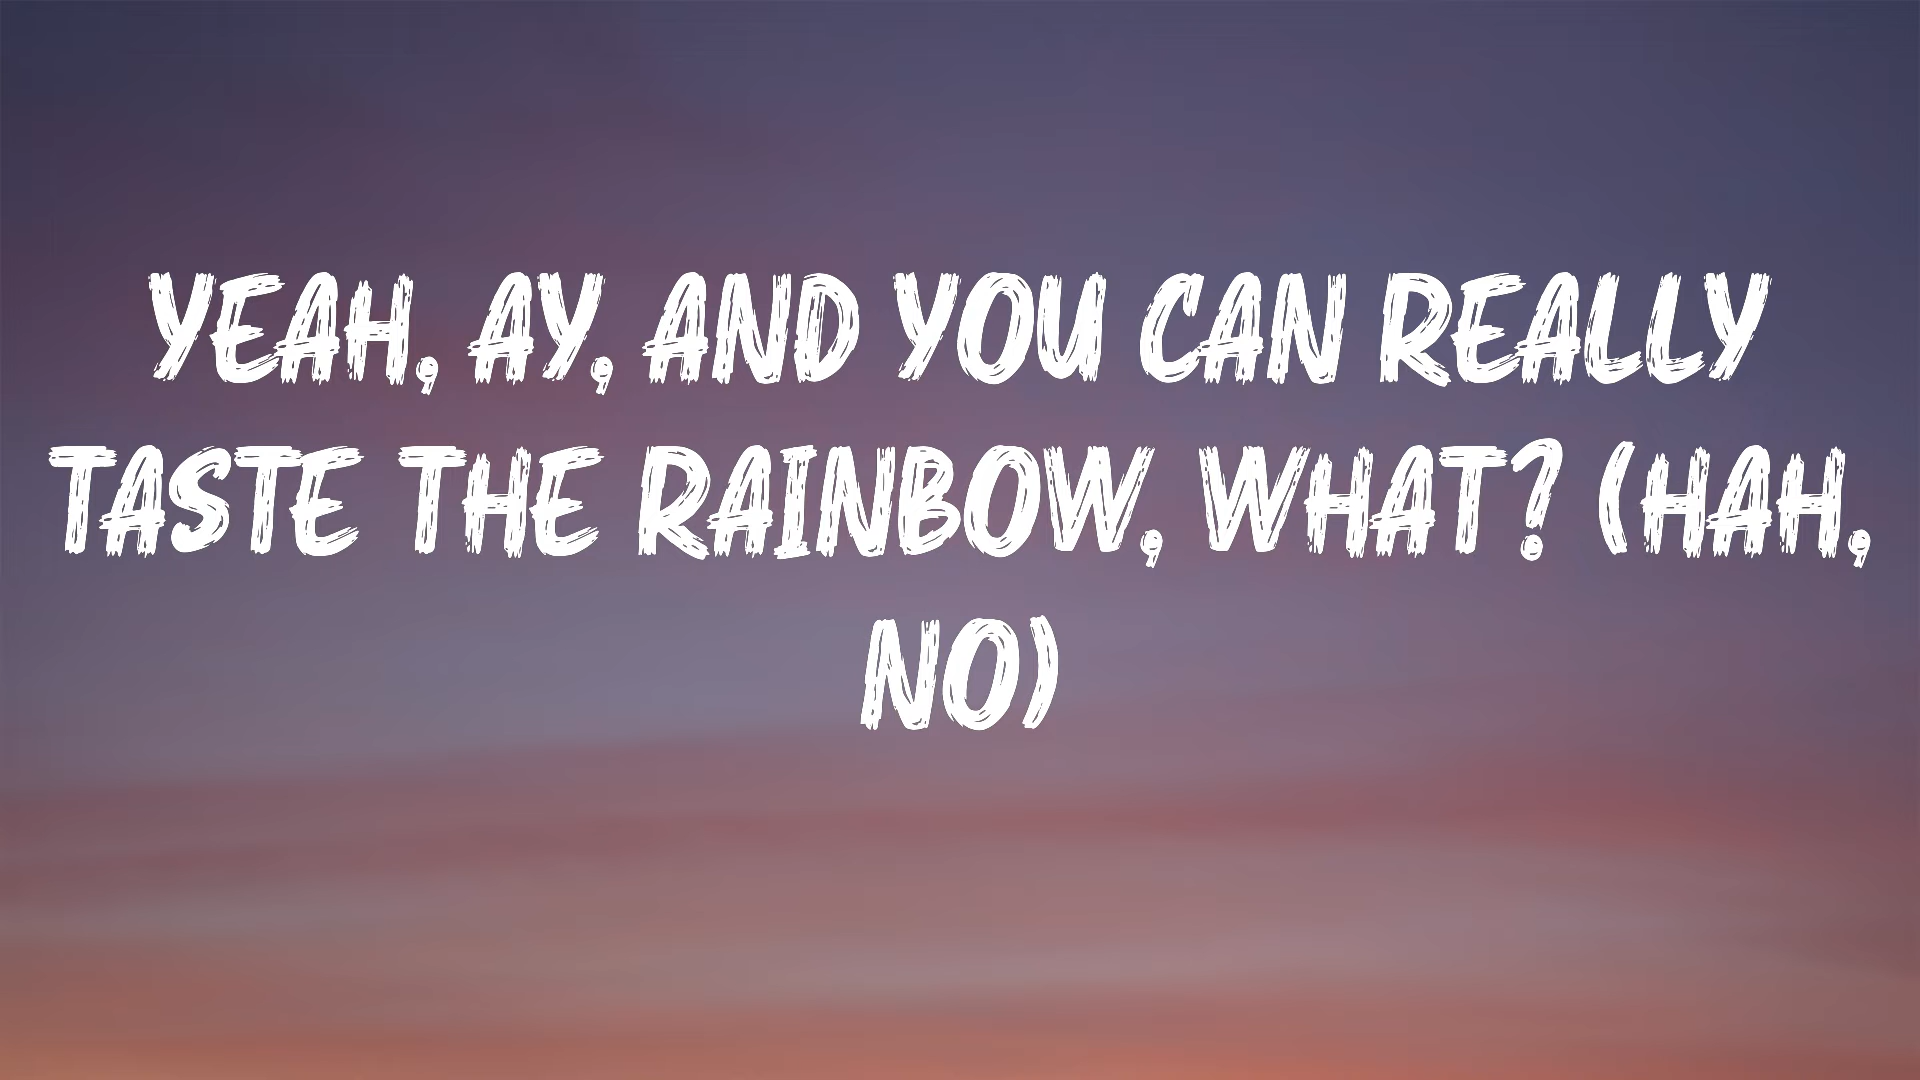 YEAH, AY, AND YOU CAN REALLY
TASTE THE RAINBOW, WHAT? (HAH,
NO)